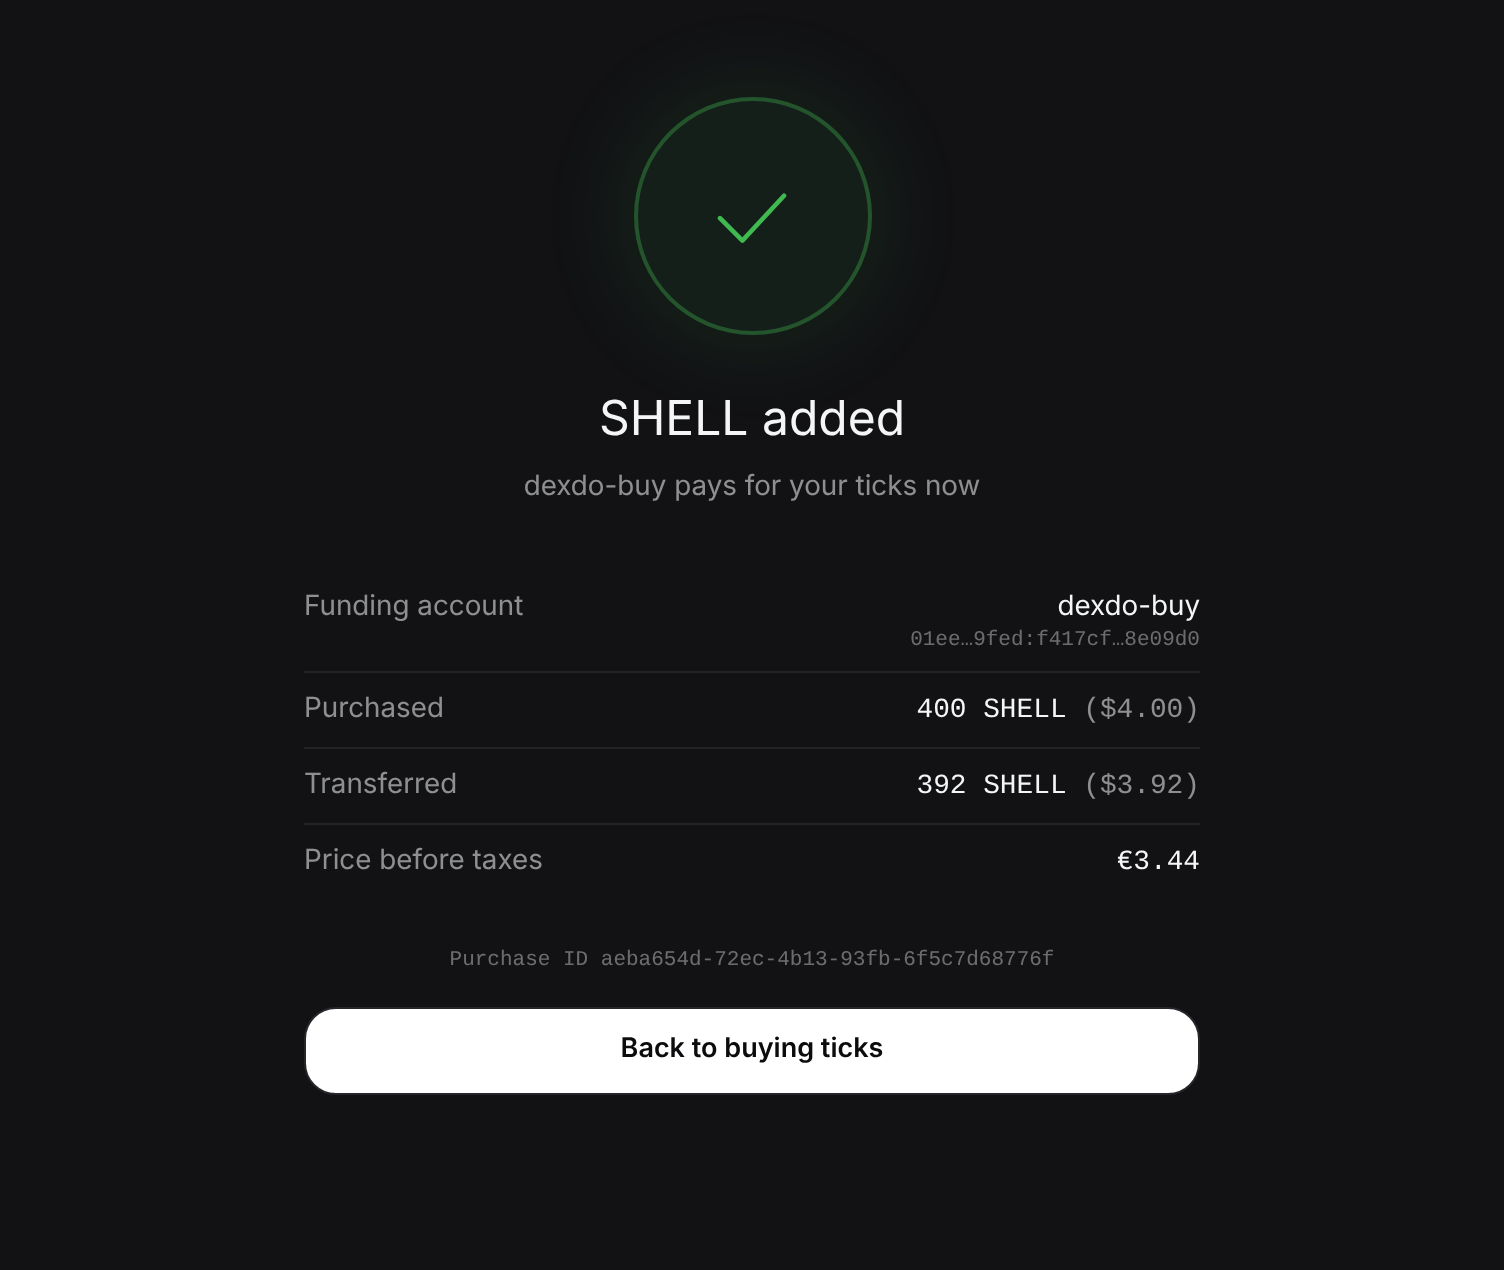 SHELL added
dexdo-buy pays for your ticks now
Funding account dexdo-buy
01ee…9fed:f417cf…8e09d0
Purchased 400 SHELL ($4.00)
Transferred 392 SHELL ($3.92)
Price before taxes €3.44
Purchase ID aeba654d-72ec-4b13-93fb-6f5c7d68776f
Back to buying ticks